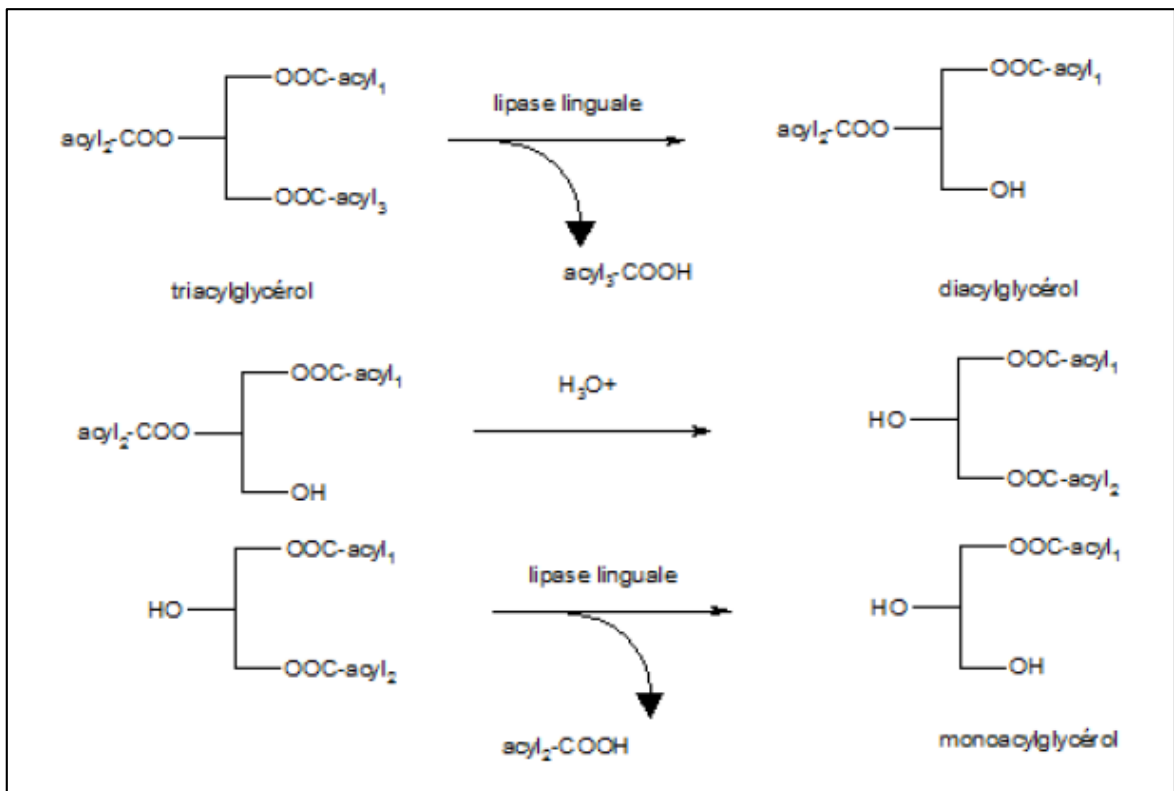 OOC-acyl₁
lipase linguale
acyl₂-COO
OOC-acyl₃
acyl₃-COOH
triacylglycérol
OOC-acyl₁
acyl₂-COO
OH
diacylglycérol
OOC-acyl₁
H₃O+
acyl₂-COO
OH
OOC-acyl₁
HO
OOC-acyl₂
OOC-acyl₁
lipase linguale
HO
OOC-acyl₂
acyl₂-COOH
OOC-acyl₁
HO
OH
monoacylglycérol